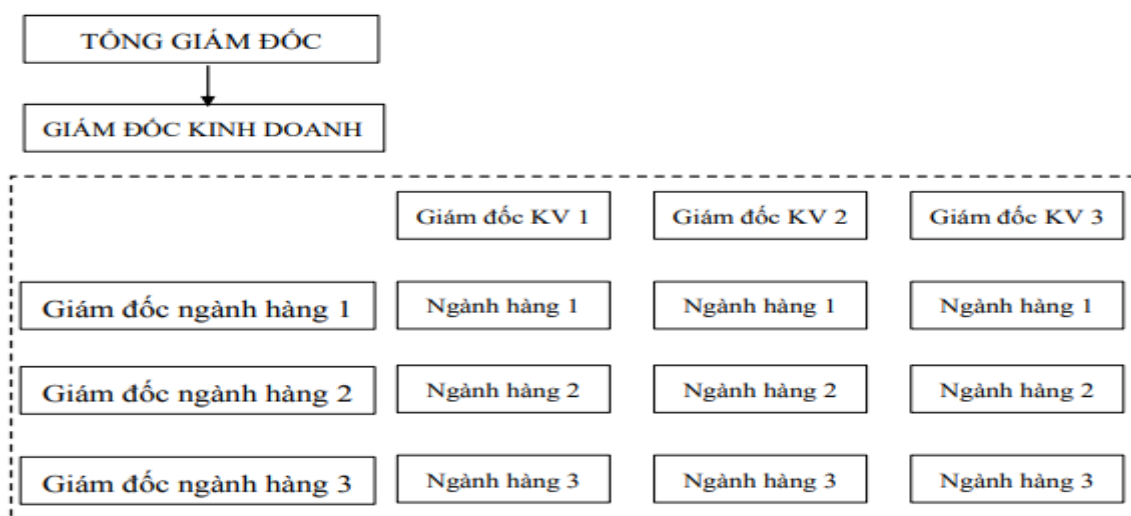 TỔNG GIÁM ĐỐC
GIÁM ĐỐC KINH DOANH
Giám đốc KV 1 Giám đốc KV 2 Giám đốc KV 3
Giám đốc ngành hàng 1 Ngành hàng 1 Ngành hàng 1 Ngành hàng 1
Giám đốc ngành hàng 2 Ngành hàng 2 Ngành hàng 2 Ngành hàng 2
Giám đốc ngành hàng 3 Ngành hàng 3 Ngành hàng 3 Ngành hàng 3